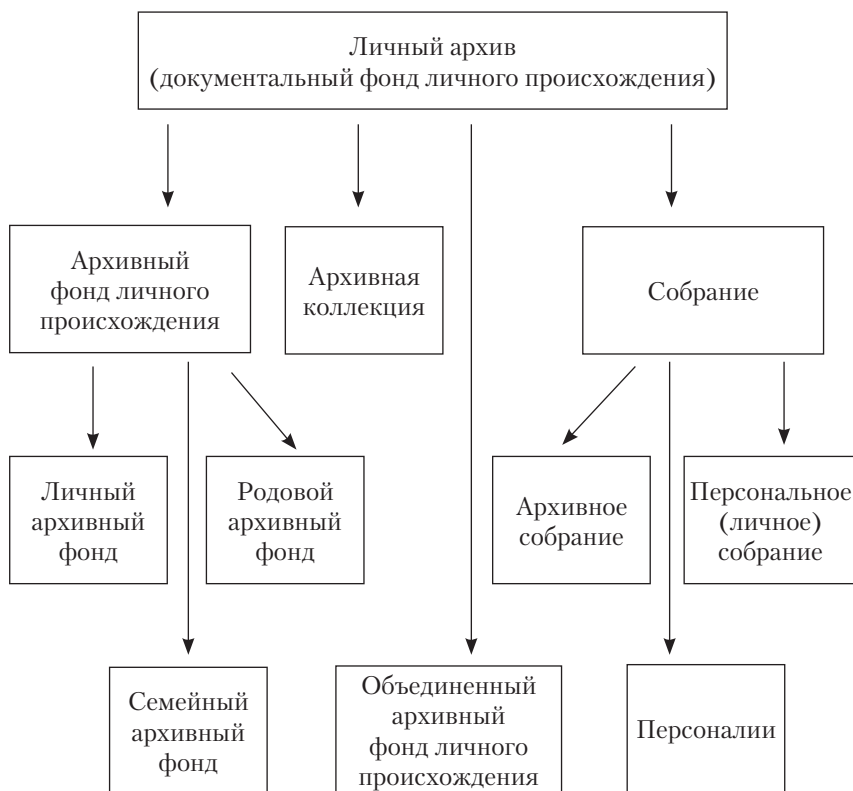 Личный архив
(документальный фонд личного происхождения)
Архивный
фонд личного
происхождения
Архивная
коллекция
Собрание
Личный
архивный
фонд
Родовой
архивный
фонд
Архивное
собрание
Персональное
(личное)
собрание
Семейный
архивный
фонд
Объединенный
архивный
фонд личного
происхождения
Персоналии